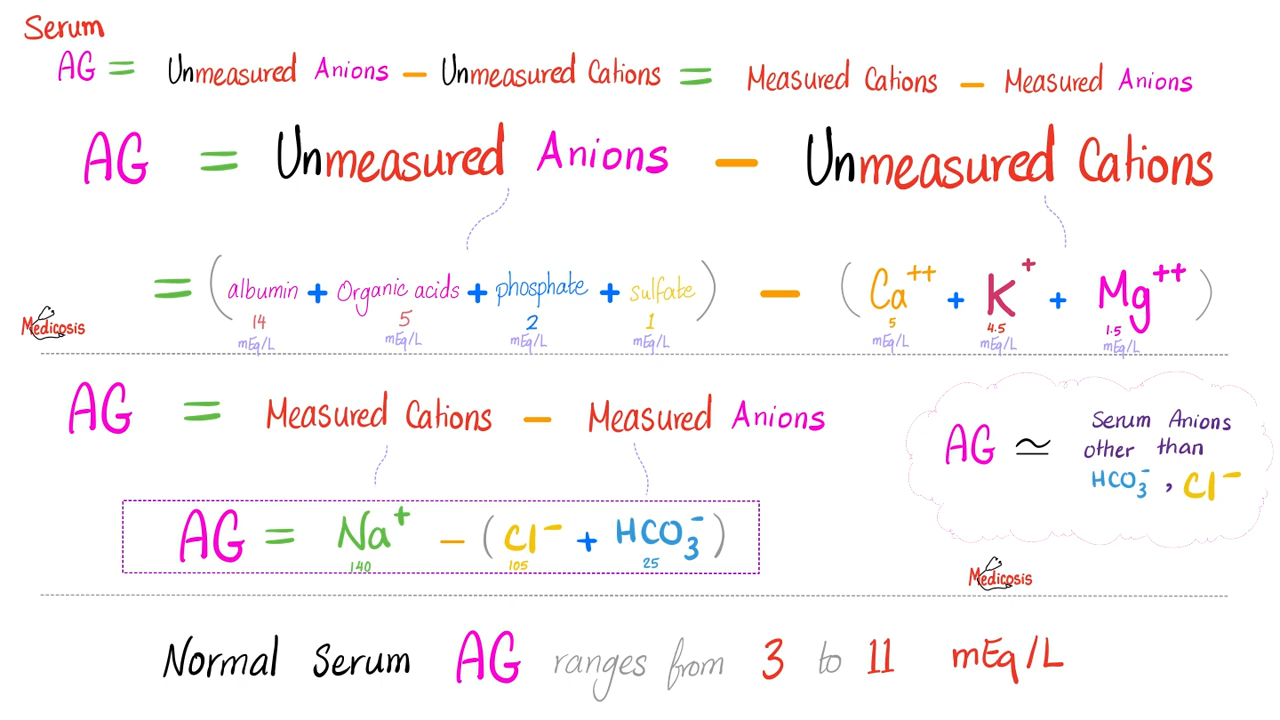 Serum
AG = Unmeasured Anions − Unmeasured Cations = Measured Cations − Measured Anions
AG = Unmeasured Anions − Unmeasured Cations
= (albumin + Organic acids + phosphate + sulfate) − (Ca++ + K+ + Mg++)
14 5 2 1 5 4.5 1.5
mEq/L mEq/L mEq/L mEq/L mEq/L mEq/L mEq/L
Medicosis
AG = Measured Cations − Measured Anions
AG = Na+ − (Cl− + HCO3−)
140 105 25
AG ≃ Serum Anions
other than
HCO3−, Cl−
Medicosis
Normal Serum AG ranges from 3 to 11 mEq/L